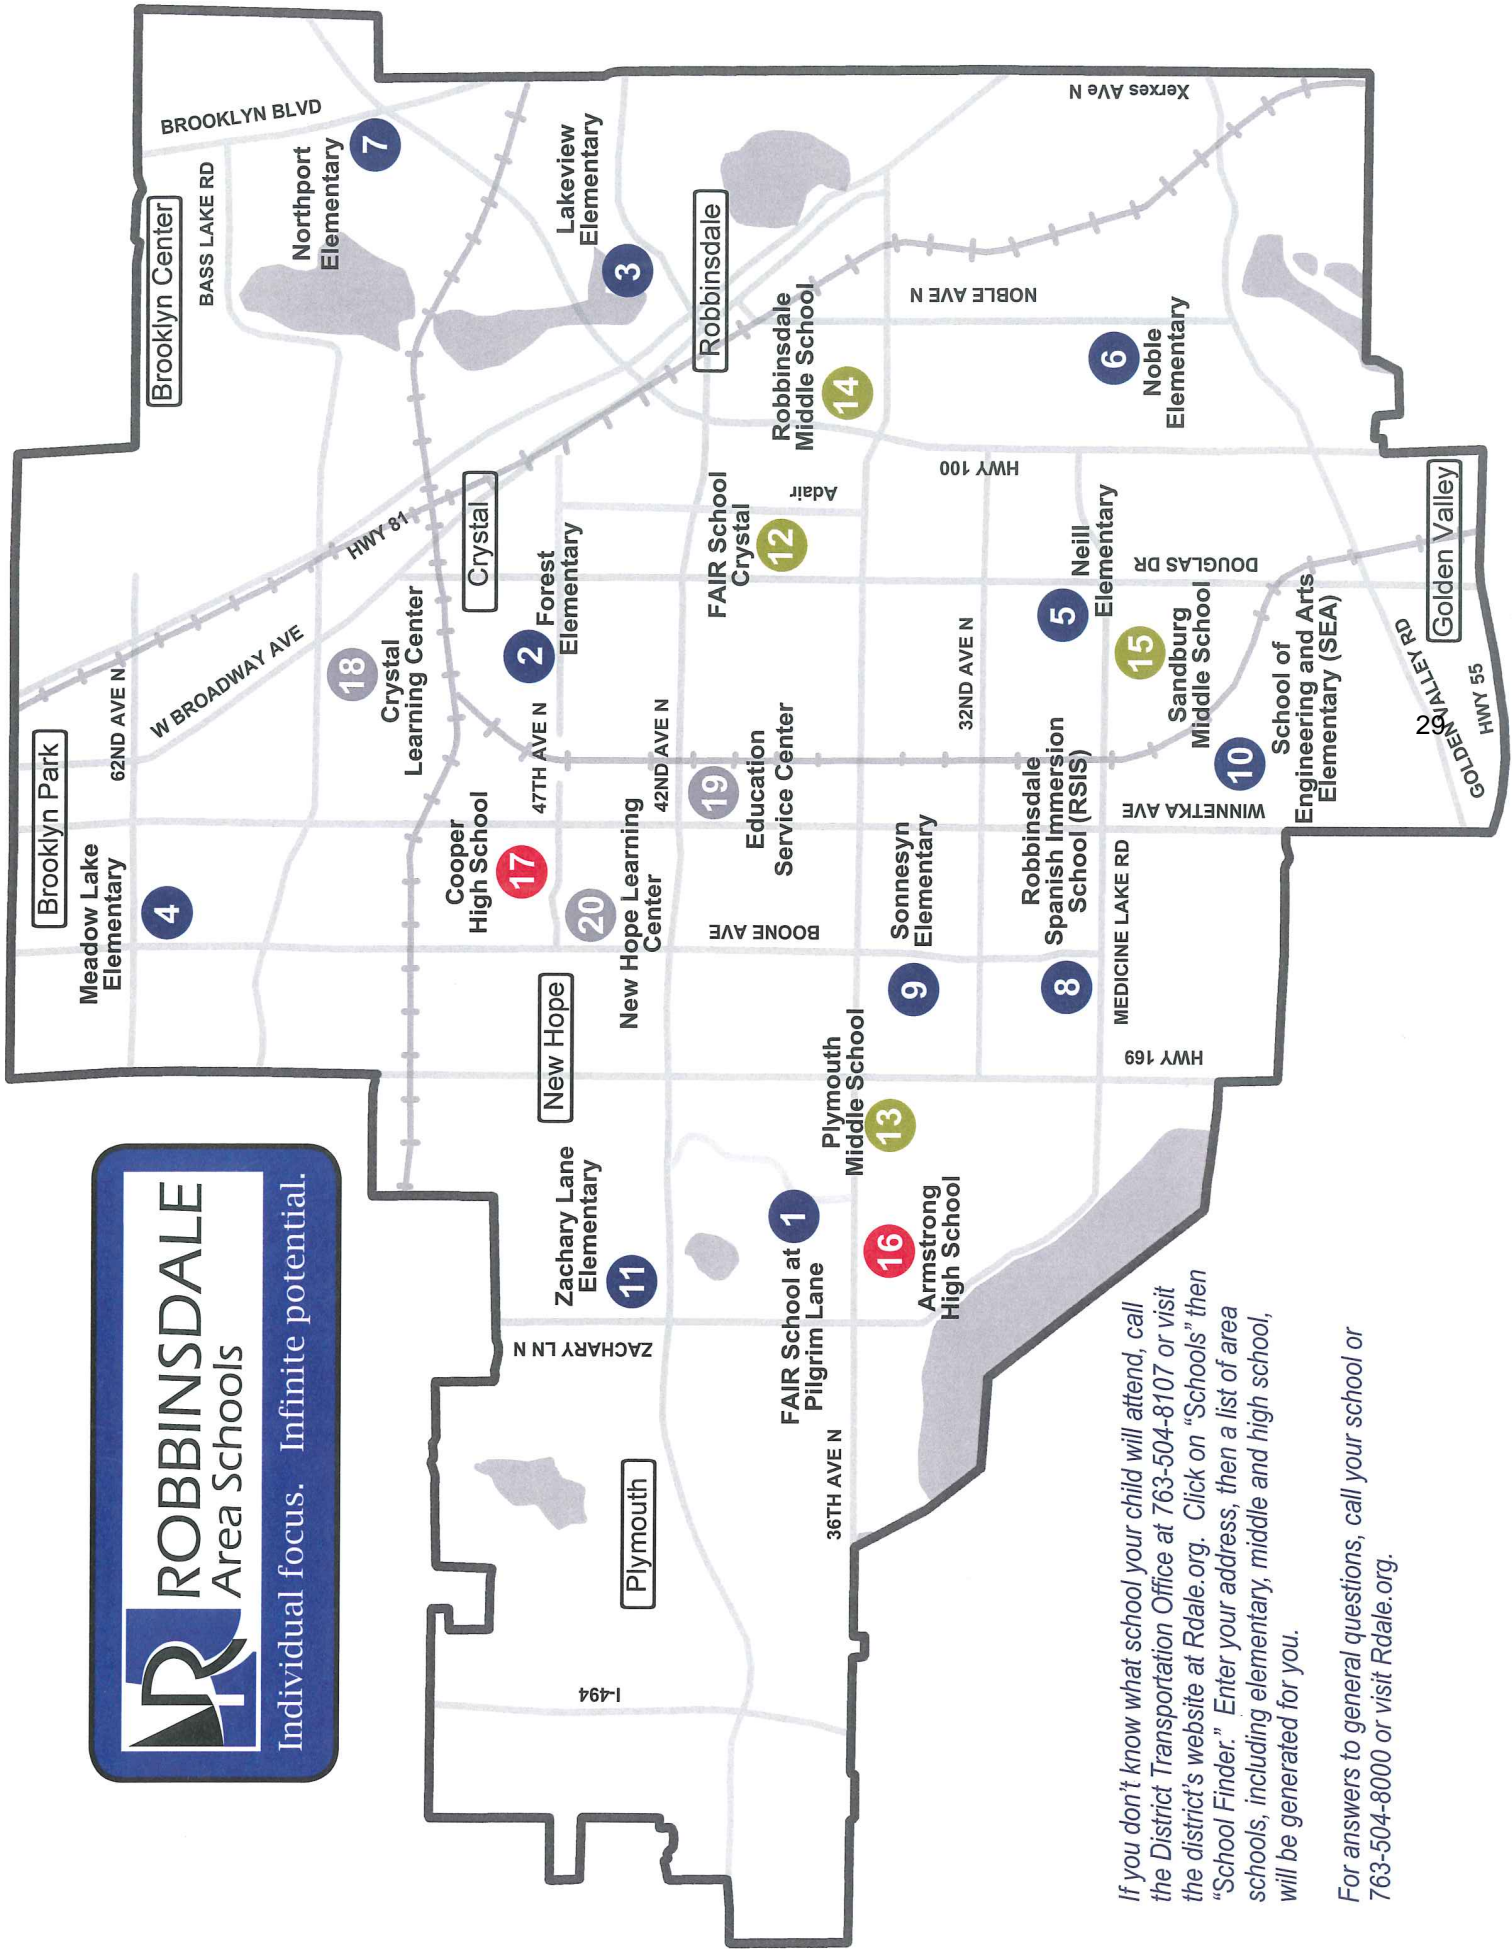 ROBBINSDALE
Area Schools
Individual focus.  Infinite potential.
Brooklyn Park
Brooklyn Center
Meadow Lake
Elementary
4
62ND AVE N
BROOKLYN BLVD
BASS LAKE RD
W BROADWAY AVE
HWY 81
Northport
Elementary
7
18
Crystal
Learning Center
Crystal
Cooper
High School
17
47TH AVE N
2
Forest
Elementary
Lakeview
Elementary
3
New Hope
20
New Hope Learning
Center
Zachary Lane
Elementary
11
ZACHARY LN N
Plymouth
I-494
42ND AVE N
19
Education
Service Center
BOONE AVE
Robbinsdale
FAIR School
Crystal
12
Adair
Robbinsdale
Middle School
14
FAIR School at
Pilgrim Lane
1
36TH AVE N
Plymouth
Middle School
13
16
Armstrong
High School
Sonnesyn
Elementary
9
32ND AVE N
HWY 100
NOBLE AVE N
Xerxes AVe N
Robbinsdale
Spanish Immersion
School (RSIS)
8
MEDICINE LAKE RD
HWY 169
WINNETKA AVE
5
Neill
Elementary
15
Sandburg
Middle School
DOUGLAS DR
6
Noble
Elementary
10
School of
Engineering and Arts
Elementary (SEA)
GOLDEN VALLEY RD
Golden Valley
HWY 55
29
If you don't know what school your child will attend, call
the District Transportation Office at 763-504-8107 or visit
the district's website at Rdale.org.  Click on "Schools" then
"School Finder."  Enter your address, then a list of area
schools, including elementary, middle and high school,
will be generated for you.
For answers to general questions, call your school or
763-504-8000 or visit Rdale.org.